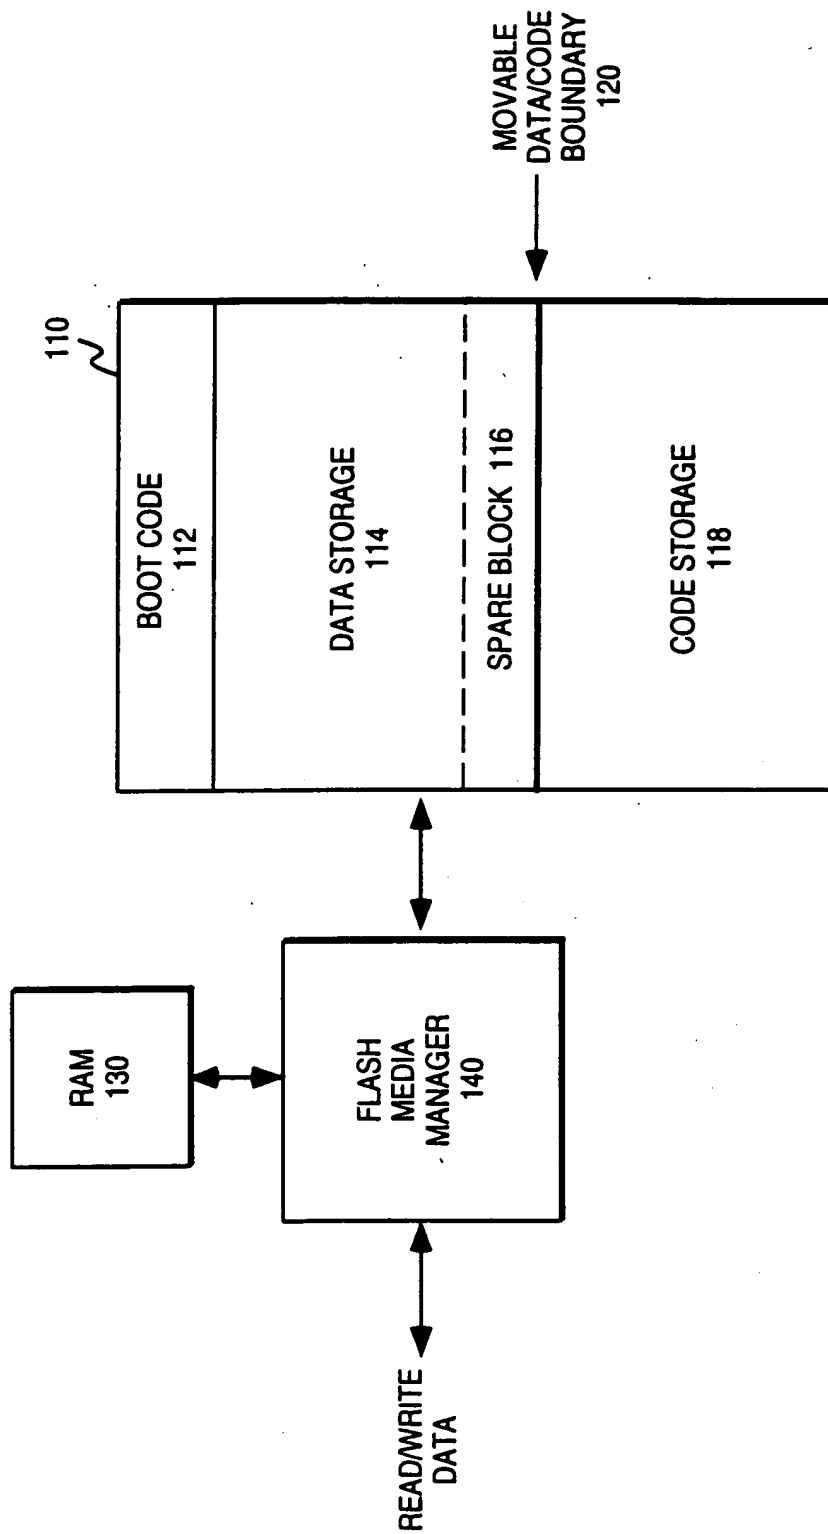 READ/WRITE
DATA
RAM
130
FLASH
MEDIA
MANAGER
140
110
BOOT CODE
112
DATA STORAGE
114
SPARE BLOCK 116
CODE STORAGE
118
MOVABLE
DATA/CODE
BOUNDARY
120